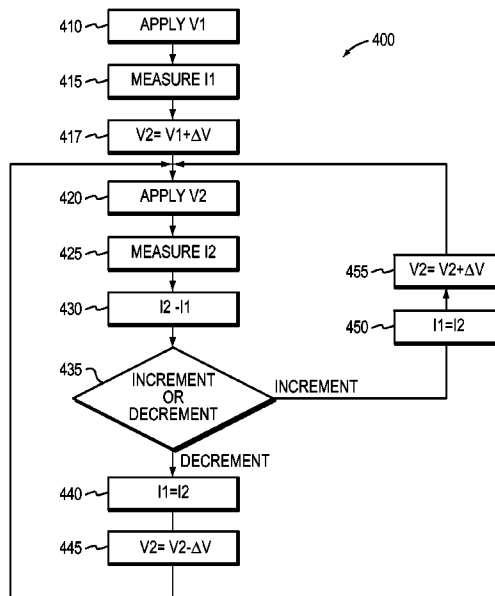 400
410
APPLY V1
415
MEASURE I1
417
V2= V1+ΔV
420
APPLY V2
425
MEASURE I2
430
I2 -I1
435
INCREMENT
OR
DECREMENT
INCREMENT
DECREMENT
455
V2= V2+ΔV
450
I1=I2
440
I1=I2
445
V2= V2-ΔV